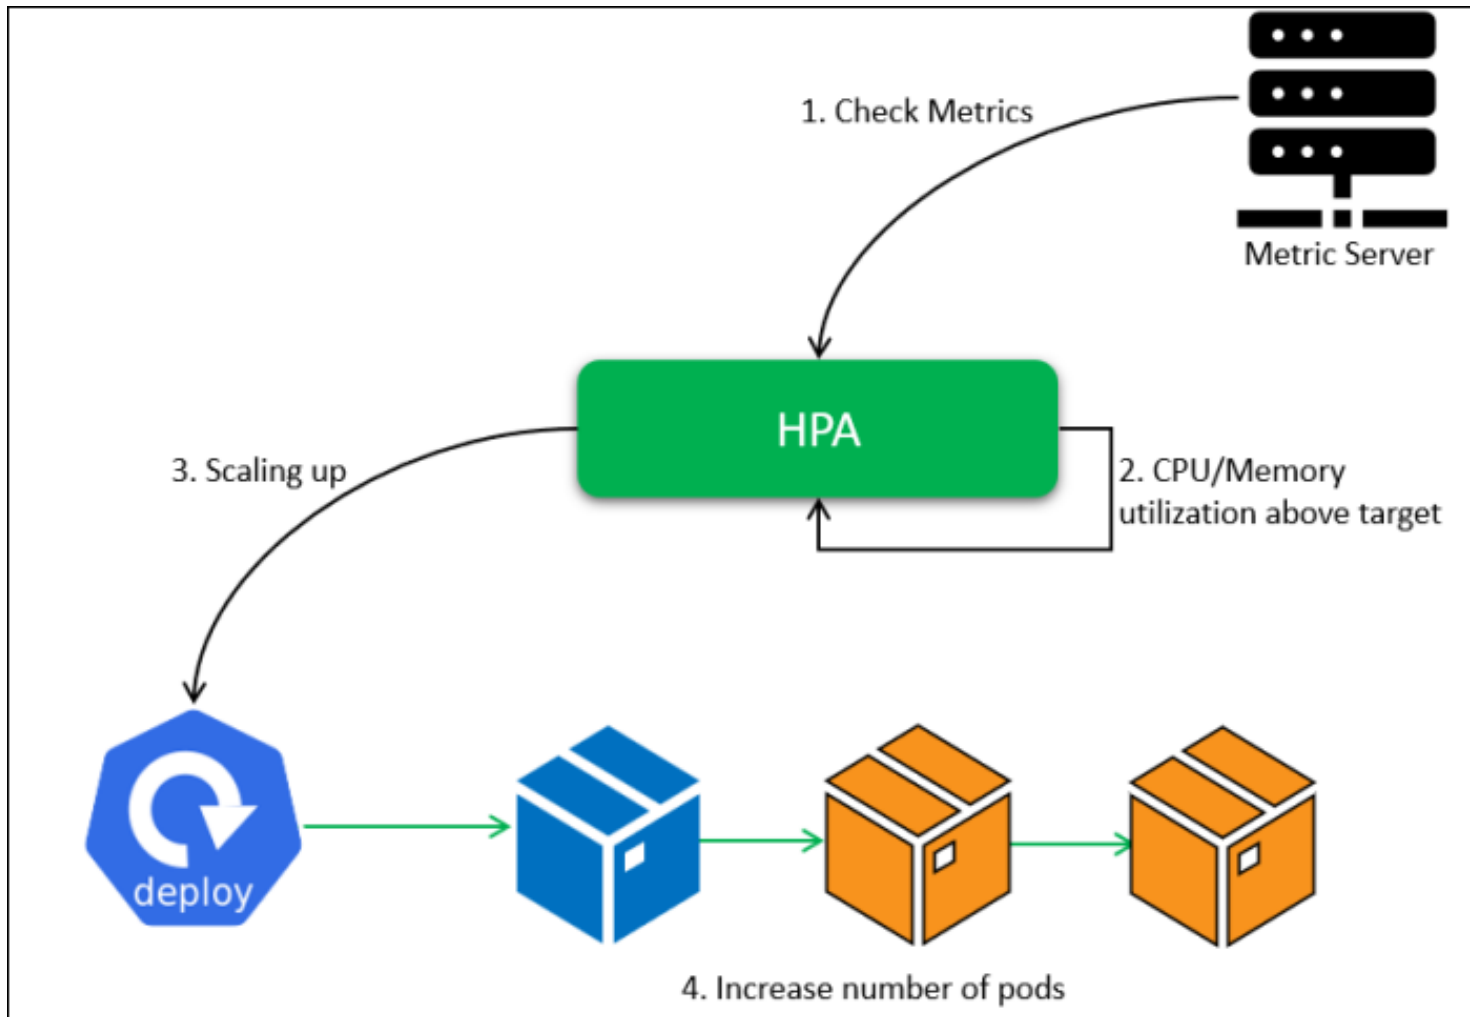 1. Check Metrics
Metric Server
HPA
3. Scaling up
2. CPU/Memory
utilization above target
deploy
4. Increase number of pods